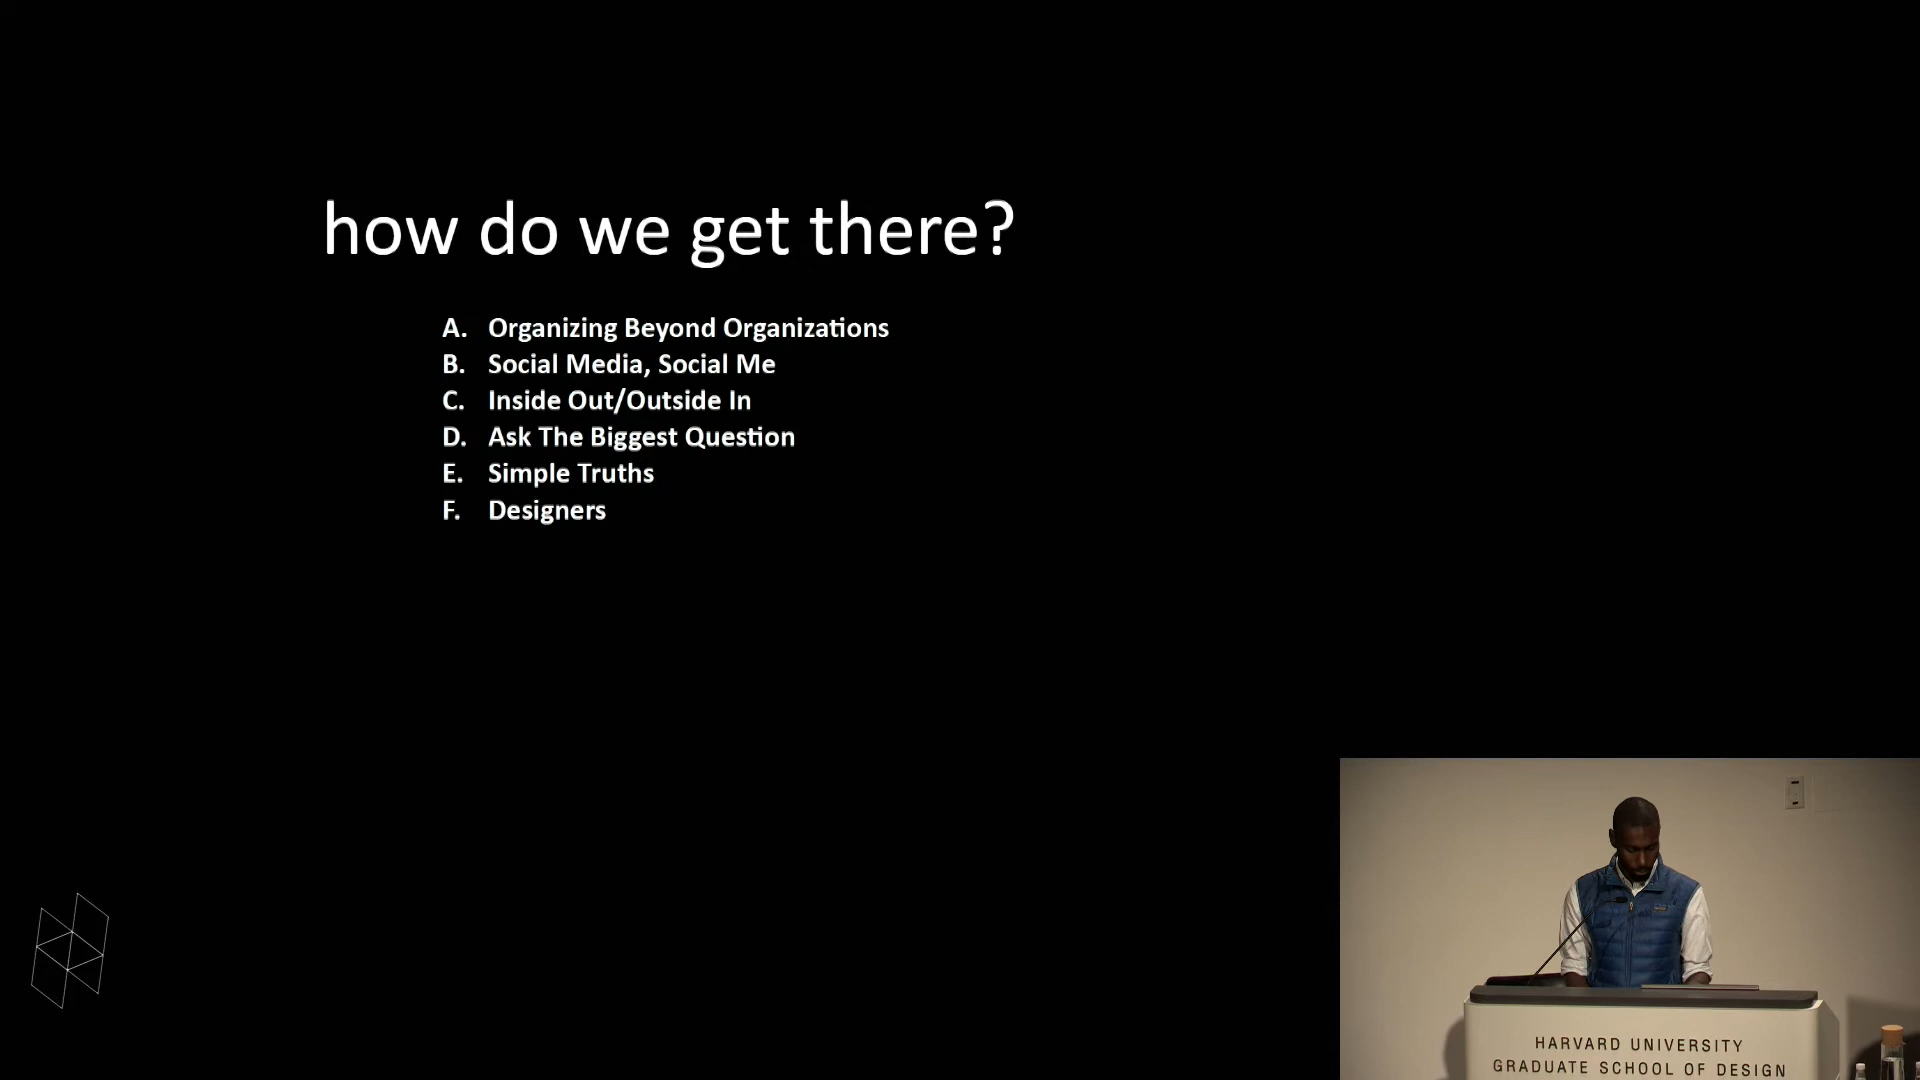 how do we get there?
A. Organizing Beyond Organizations
B. Social Media, Social Me
C. Inside Out/Outside In
D. Ask The Biggest Question
E. Simple Truths
F. Designers
HARVARD UNIVERSITY
GRADUATE SCHOOL OF DESIGN